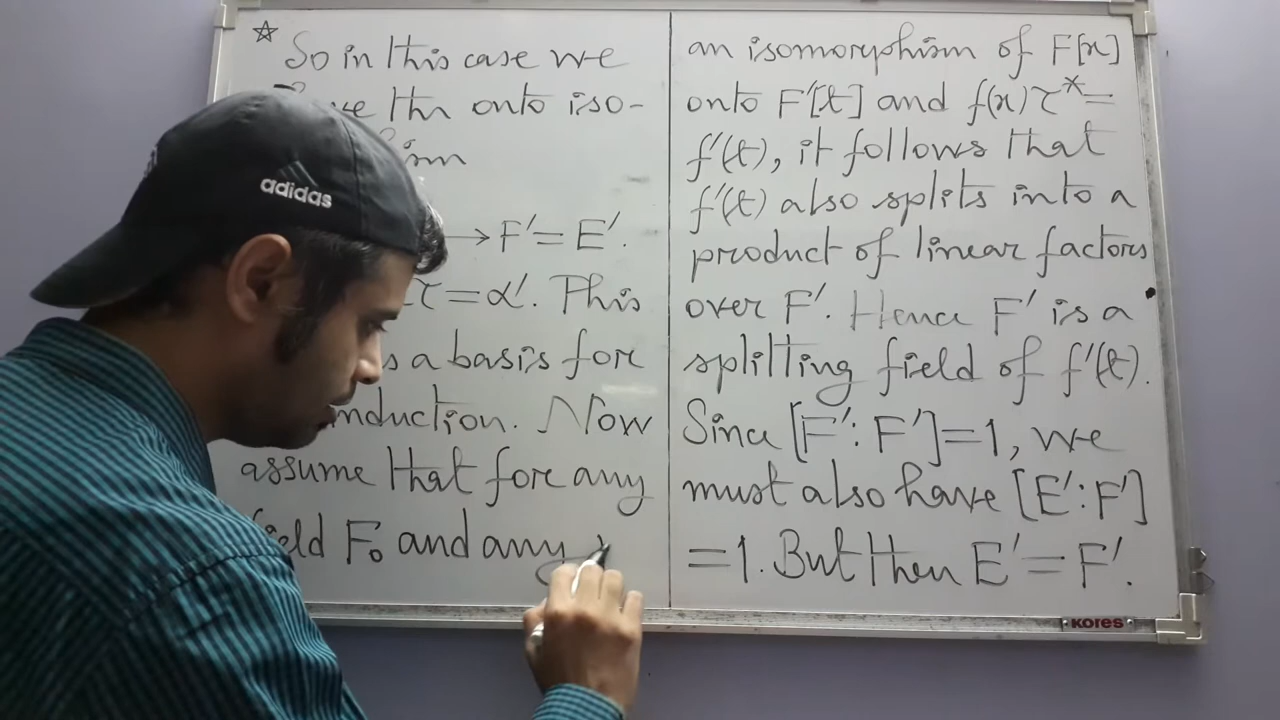 ☆ So in this case we
the onto iso-
→ F' = E'.
τ = α'. This
s a basis for
nduction. Now
assume that for any
F₀ and any
an isomorphism of F[x]
onto F'[t] and f(x)τ* =
f'(t), it follows that
f'(t) also splits into a
product of linear factors
over F'. Hence F' is a
splitting field of f'(t).
Since [F' : F'] = 1, we
must also have [E' : F']
= 1. But then E' = F'.
adidas
KORES